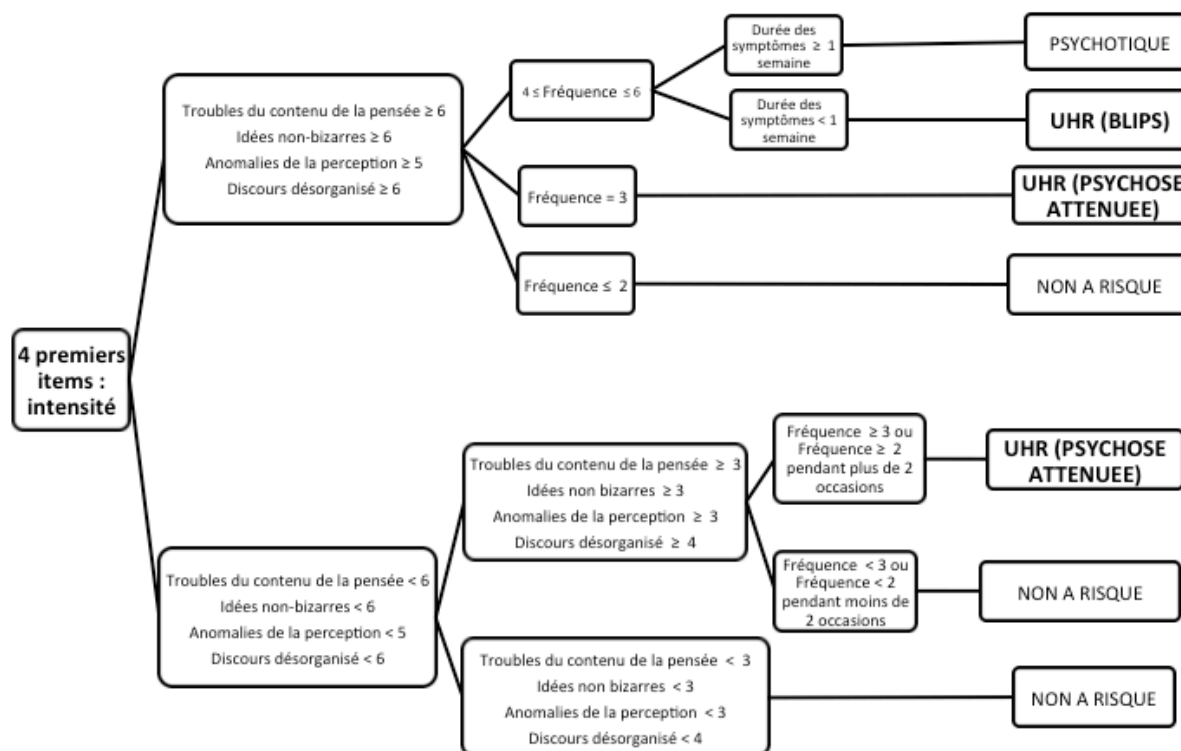 4 premiers
items :
intensité
Troubles du contenu de la pensée ≥ 6
Idées non-bizarres ≥ 6
Anomalies de la perception ≥ 5
Discours désorganisé ≥ 6
4 ≤ Fréquence ≤ 6
Durée des
symptômes ≥ 1
semaine
PSYCHOTIQUE
Durée des
symptômes < 1
semaine
UHR (BLIPS)
Fréquence = 3
UHR (PSYCHOSE
ATTENUEE)
Fréquence ≤ 2
NON A RISQUE
Troubles du contenu de la pensée < 6
Idées non-bizarres < 6
Anomalies de la perception < 5
Discours désorganisé < 6
Troubles du contenu de la pensée ≥ 3
Idées non bizarres ≥ 3
Anomalies de la perception ≥ 3
Discours désorganisé ≥ 4
Fréquence ≥ 3 ou
Fréquence ≥ 2
pendant plus de 2
occasions
UHR (PSYCHOSE
ATTENUEE)
Fréquence < 3 ou
Fréquence < 2
pendant moins de
2 occasions
NON A RISQUE
Troubles du contenu de la pensée < 3
Idées non bizarres < 3
Anomalies de la perception < 3
Discours désorganisé < 4
NON A RISQUE